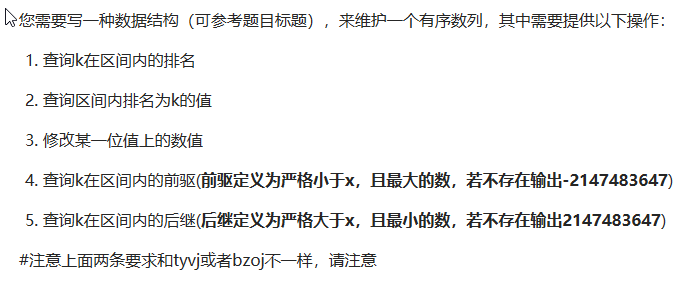 您需要写一种数据结构（可参考题目标题），来维护一个有序数列，其中需要提供以下操作：
1. 查询k在区间内的排名
2. 查询区间内排名为k的值
3. 修改某一位值上的数值
4. 查询k在区间内的前驱(前驱定义为严格小于x，且最大的数，若不存在输出-2147483647)
5. 查询k在区间内的后继(后继定义为严格大于x，且最小的数，若不存在输出2147483647)
#注意上面两条要求和tyvj或者bzoj不一样，请注意